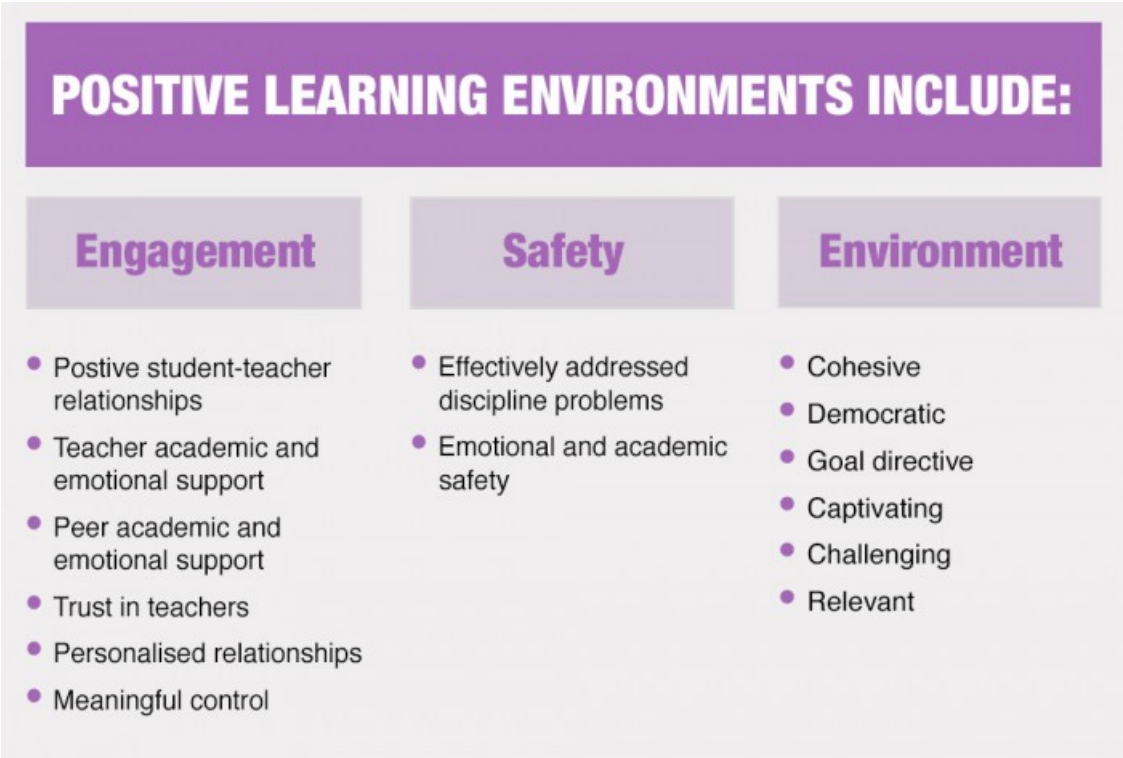 POSITIVE LEARNING ENVIRONMENTS INCLUDE:
Engagement
Postive student-teacher
relationships
Teacher academic and
emotional support
Peer academic and
emotional support
Trust in teachers
Personalised relationships
Meaningful control
Safety
Effectively addressed
discipline problems
Emotional and academic
safety
Environment
Cohesive
Democratic
Goal directive
Captivating
Challenging
Relevant